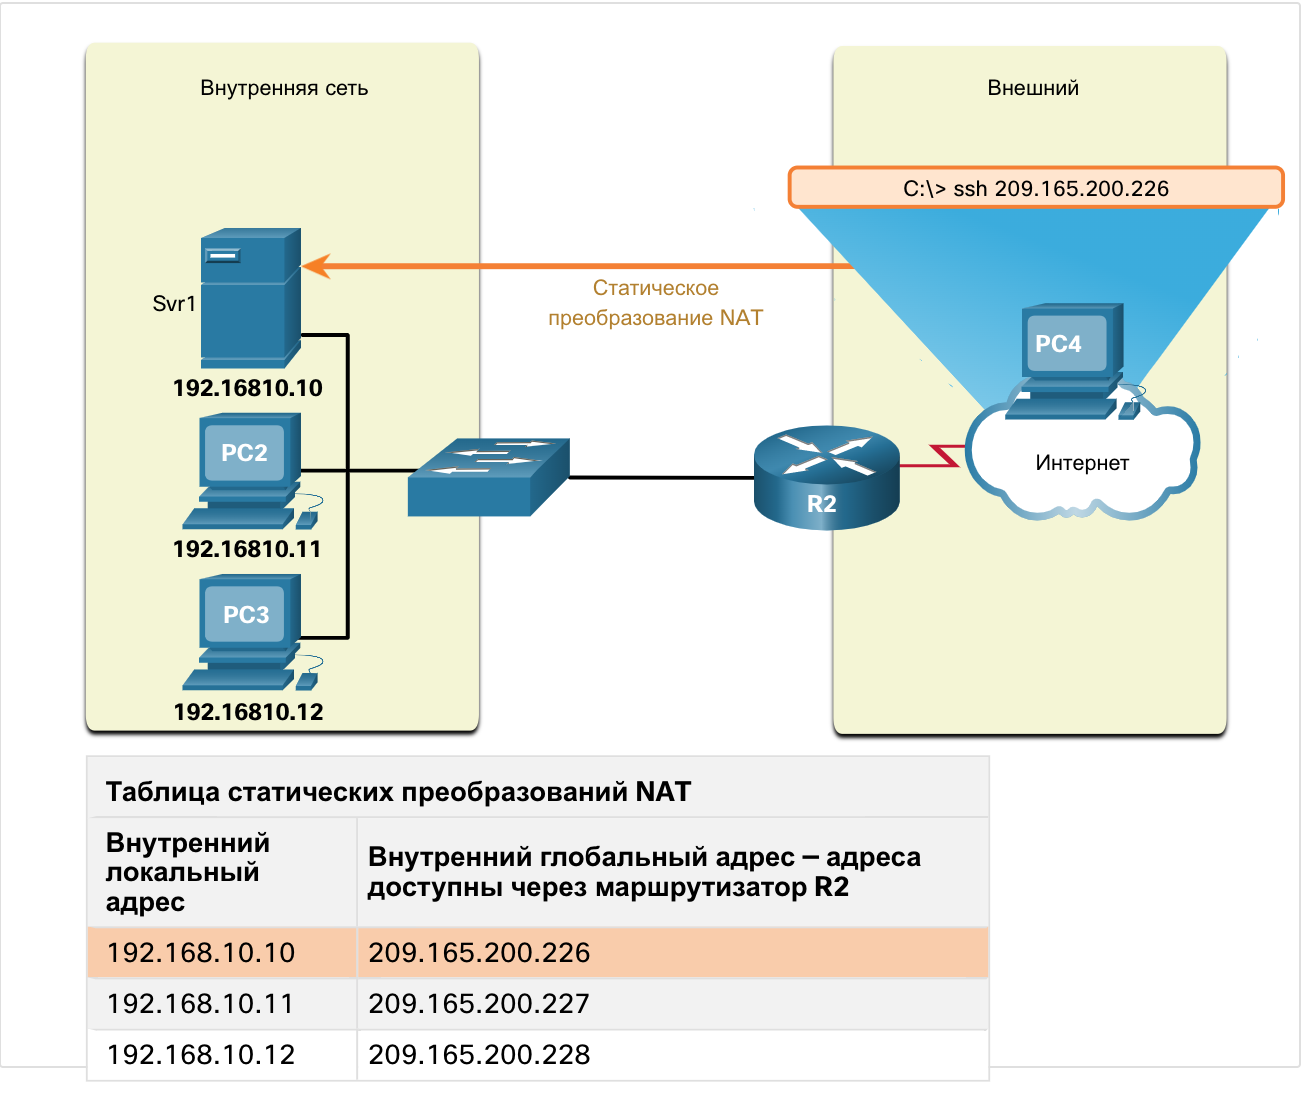 Внутренняя сеть
Внешний
C:\> ssh 209.165.200.226
Статическое
преобразование NAT
Svr1
192.16810.10
PC4
PC2
Интернет
R2
192.16810.11
PC3
192.16810.12
Таблица статических преобразований NAT
Внутренний
локальный
адрес
Внутренний глобальный адрес — адреса
доступны через маршрутизатор R2
192.168.10.10
209.165.200.226
192.168.10.11
209.165.200.227
192.168.10.12
209.165.200.228